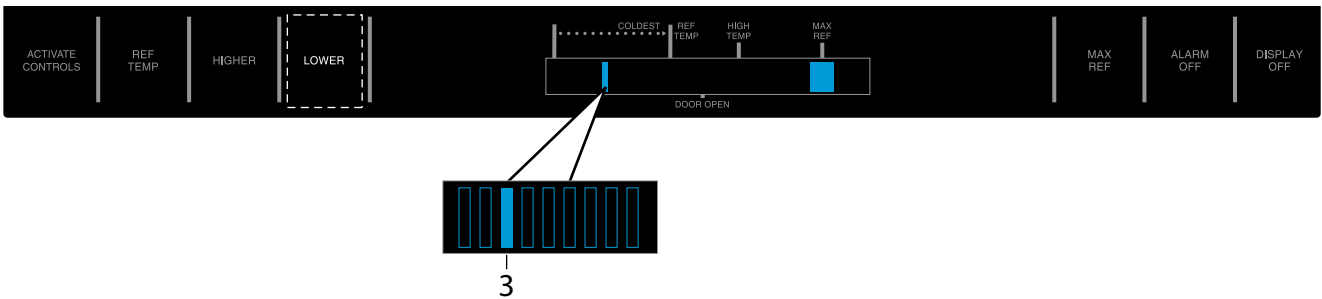 ACTIVATE
CONTROLS
REF
TEMP
HIGHER
LOWER
COLDEST
REF
TEMP
HIGH
TEMP
MAX
REF
DOOR OPEN
MAX
REF
ALARM
OFF
DISPLAY
OFF
3